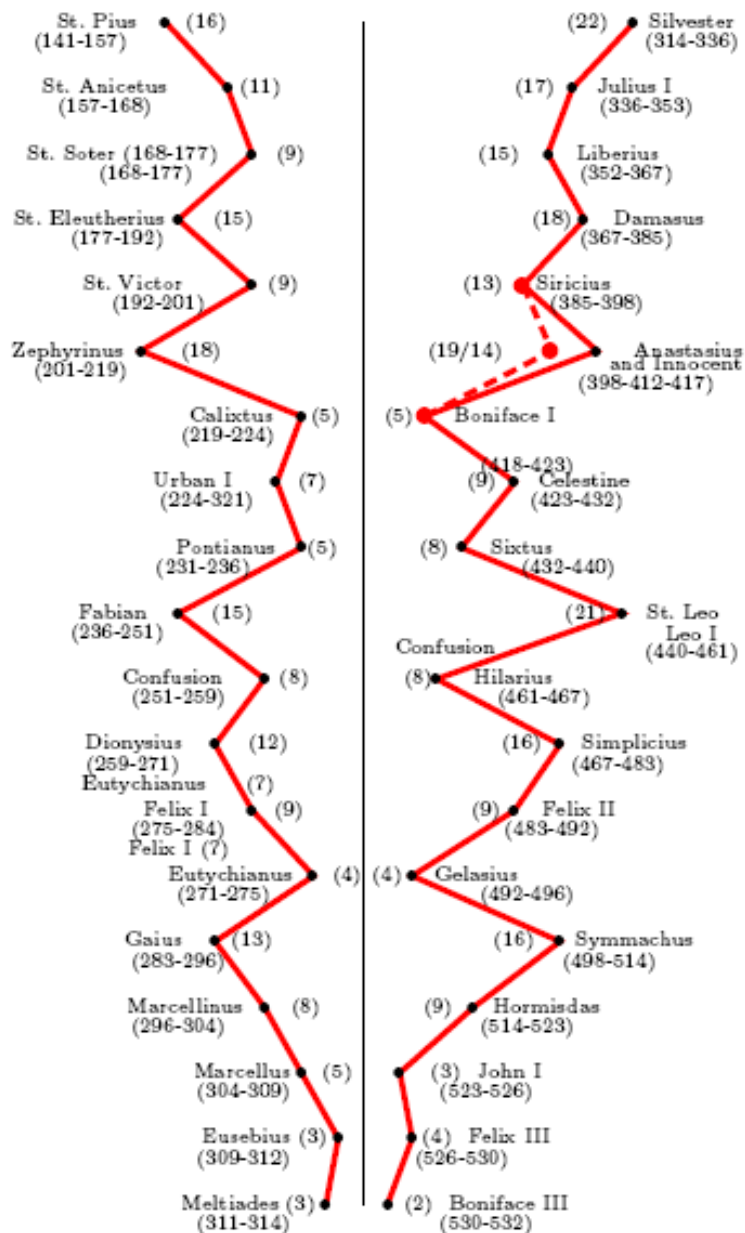 St. Pius (16)
(141-157)
St. Anicetus (11)
(157-168)
St. Soter (168-177) (9)
(168-177)
St. Eleutherius (15)
(177-192)
St. Victor (9)
(192-201)
Zephyrinus (18)
(201-219)
Calixtus (5)
(219-224)
Urban I (7)
(224-321)
Pontianus (5)
(231-236)
Fabian (15)
(236-251)
Confusion (8)
(251-259)
Dionysius (12)
(259-271)
Eutychianus (7)
Felix I (9)
(275-284)
Felix I (7)
Eutychianus (4)
(271-275)
Gaius (13)
(283-296)
Marcellinus (8)
(296-304)
Marcellus (5)
(304-309)
Eusebius (3)
(309-312)
Meltiades (3)
(311-314)
(22) Silvester
(314-336)
(17) Julius I
(336-353)
(15) Liberius
(352-367)
(18) Damasus
(367-385)
(13) Siricius
(385-398)
(19/14) Anastasius
and Innocent
(398-412-417)
(5) Boniface I
(418-423)
(9) Celestine
(423-432)
(8) Sixtus
(432-440)
(21) St. Leo
Leo I
(440-461)
Confusion
(8) Hilarius
(461-467)
(16) Simplicius
(467-483)
(9) Felix II
(483-492)
(4) Gelasius
(492-496)
(16) Symmachus
(498-514)
(9) Hormisdas
(514-523)
(3) John I
(523-526)
(4) Felix III
(526-530)
(2) Boniface III
(530-532)